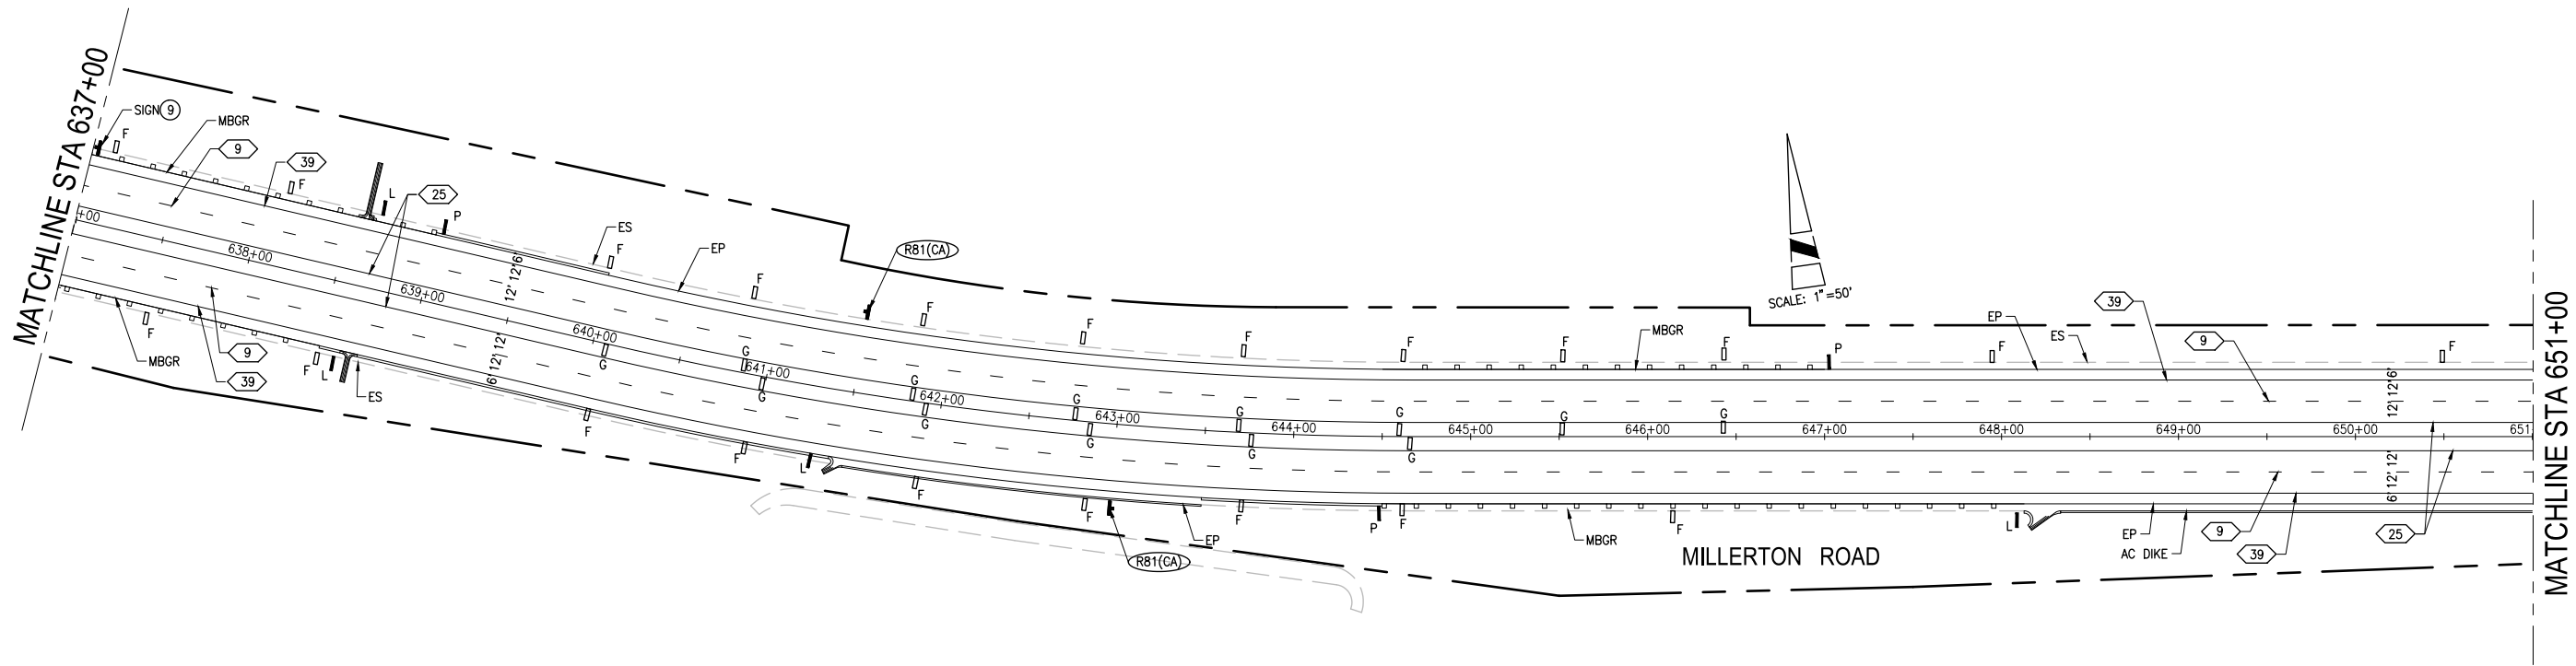 MATCHLINE STA 637+00
SIGN 9
F
MBGR
9
39
F
L
25
P
ES
F
EP
F
R81(CA)
F
F
F
F
F
F
MBGR
P
SCALE: 1"=50'
F
EP
ES
39
9
F
MATCHLINE STA 651+00
+00
638+00
639+00
640+00
641+00
642+00
643+00
644+00
645+00
646+00
647+00
648+00
649+00
650+00
651
12' 12' 6'
6' 12' 12'
12' 12' 6'
6' 12' 12'
G
G
G
G
G
G
G
G
G
G
G
G
G
G
MBGR
F
9
39
F
L
ES
F
F
L
F
F
R81(CA)
EP
F
P
F
MBGR
F
MILLERTON ROAD
L
EP
AC DIKE
9
39
25